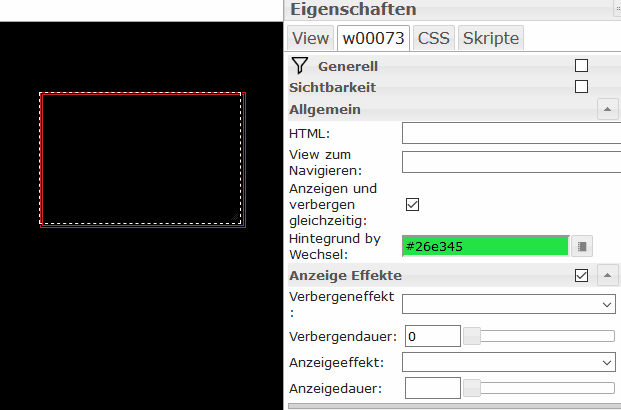 Eigenschaften
View w00073 CSS Skripte
Generell
Sichtbarkeit
Allgemein
HTML:
View zum
Navigieren:
Anzeigen und
verbergen
gleichzeitig:
Hintegrund by
Wechsel:
#26e345
Anzeige Effekte
Verbergeneffekt
:
Verbergendauer: 0
Anzeigeeffekt:
Anzeigedauer: